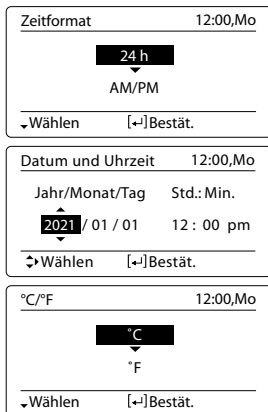 Zeitformat 12:00,Mo
24 h
AM/PM
Wählen [↵]Bestät.
Datum und Uhrzeit 12:00,Mo
Jahr/Monat/Tag Std.: Min.
2021 / 01 / 01 12 : 00 pm
Wählen [↵]Bestät.
°C/°F 12:00,Mo
°C
°F
Wählen [↵]Bestät.